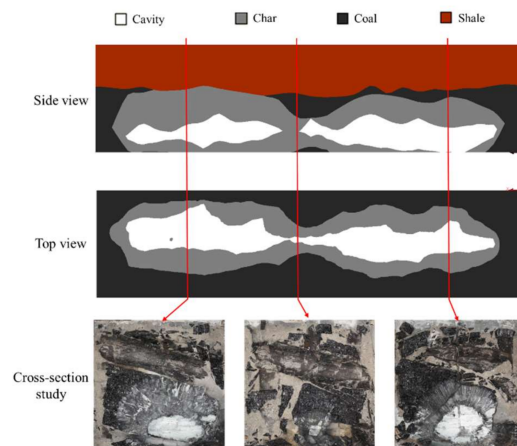 Cavity
Char
Coal
Shale
Side view
Top view
Cross-section
study